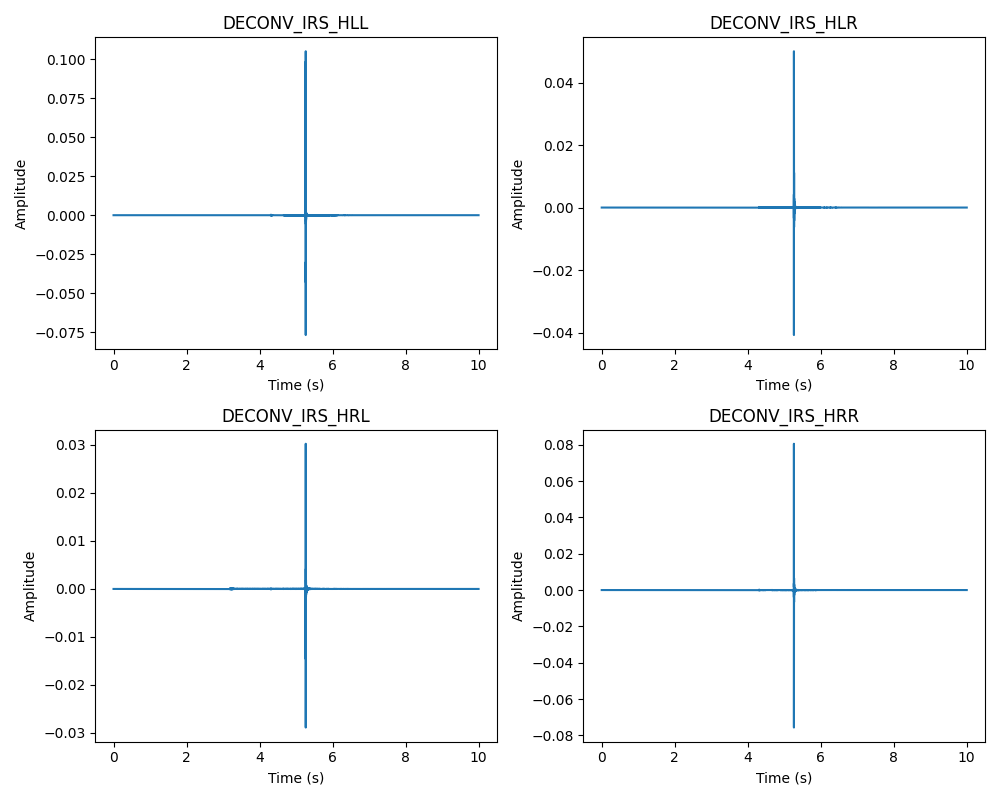 DECONV_IRS_HLL
0.100
0.075
0.050
0.025
0.000
−0.025
−0.050
−0.075
Amplitude
0 2 4 6 8 10
Time (s)
DECONV_IRS_HLR
0.04
0.02
0.00
−0.02
−0.04
Amplitude
0 2 4 6 8 10
Time (s)
DECONV_IRS_HRL
0.03
0.02
0.01
0.00
−0.01
−0.02
−0.03
Amplitude
0 2 4 6 8 10
Time (s)
DECONV_IRS_HRR
0.08
0.06
0.04
0.02
0.00
−0.02
−0.04
−0.06
−0.08
Amplitude
0 2 4 6 8 10
Time (s)